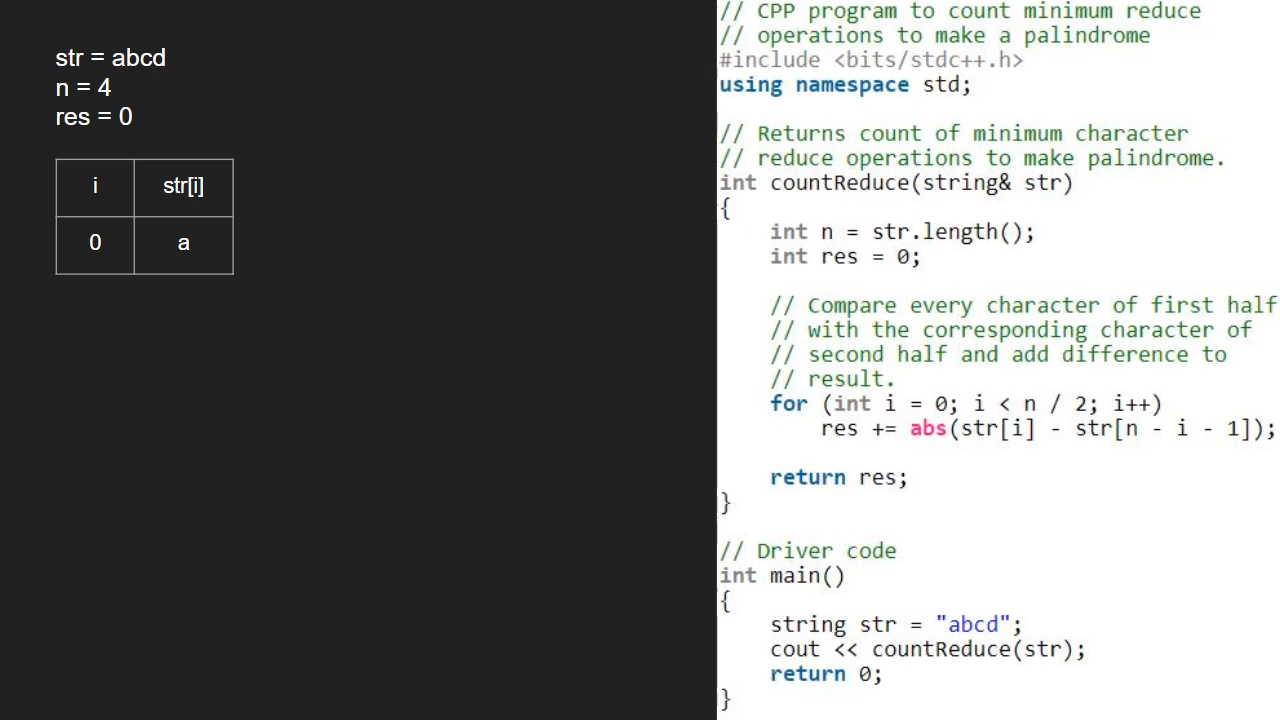 str = abcd
n = 4
res = 0
i str[i]
0 a
// CPP program to count minimum reduce
// operations to make a palindrome
#include <bits/stdc++.h>
using namespace std;
// Returns count of minimum character
// reduce operations to make palindrome.
int countReduce(string& str)
{
    int n = str.length();
    int res = 0;
    // Compare every character of first half
    // with the corresponding character of
    // second half and add difference to
    // result.
    for (int i = 0; i < n / 2; i++)
        res += abs(str[i] - str[n - i - 1]);
    return res;
}
// Driver code
int main()
{
    string str = "abcd";
    cout << countReduce(str);
    return 0;
}